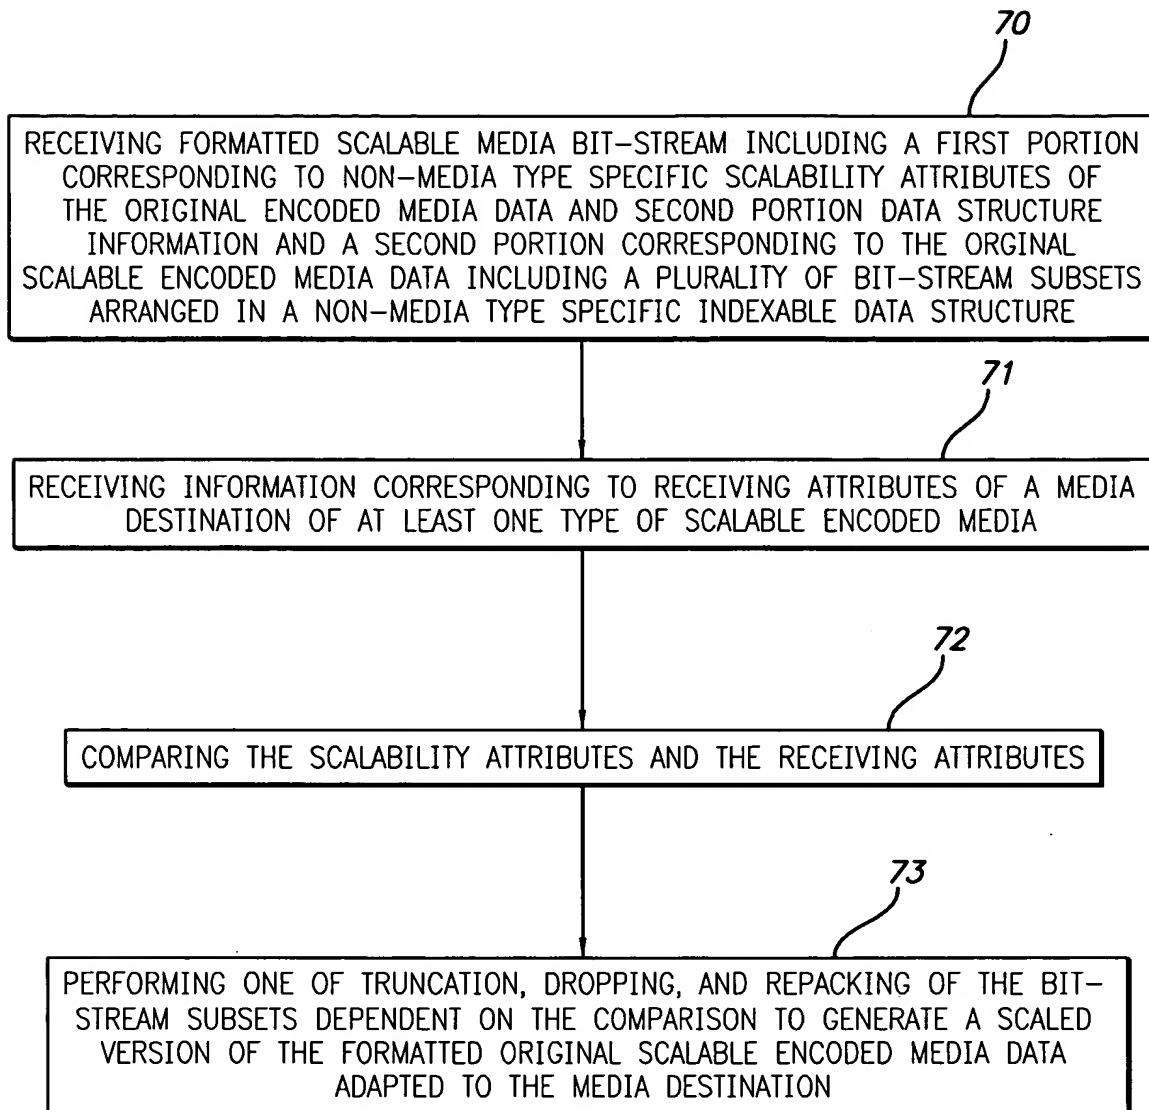 70
RECEIVING FORMATTED SCALABLE MEDIA BIT-STREAM INCLUDING A FIRST PORTION
CORRESPONDING TO NON-MEDIA TYPE SPECIFIC SCALABILITY ATTRIBUTES OF
THE ORIGINAL ENCODED MEDIA DATA AND SECOND PORTION DATA STRUCTURE
INFORMATION AND A SECOND PORTION CORRESPONDING TO THE ORGINAL
SCALABLE ENCODED MEDIA DATA INCLUDING A PLURALITY OF BIT-STREAM SUBSETS
ARRANGED IN A NON-MEDIA TYPE SPECIFIC INDEXABLE DATA STRUCTURE
71
RECEIVING INFORMATION CORRESPONDING TO RECEIVING ATTRIBUTES OF A MEDIA
DESTINATION OF AT LEAST ONE TYPE OF SCALABLE ENCODED MEDIA
72
COMPARING THE SCALABILITY ATTRIBUTES AND THE RECEIVING ATTRIBUTES
73
PERFORMING ONE OF TRUNCATION, DROPPING, AND REPACKING OF THE BIT-
STREAM SUBSETS DEPENDENT ON THE COMPARISON TO GENERATE A SCALED
VERSION OF THE FORMATTED ORIGINAL SCALABLE ENCODED MEDIA DATA
ADAPTED TO THE MEDIA DESTINATION